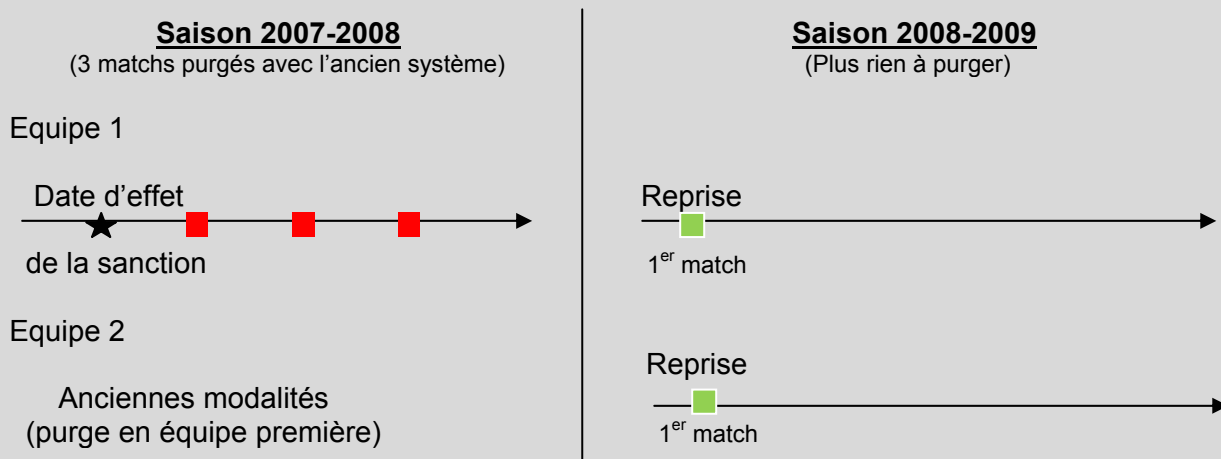 Saison 2007-2008
(3 matchs purgés avec l'ancien système)
Equipe 1
Date d'effet
de la sanction
Equipe 2
Anciennes modalités
(purge en équipe première)
Saison 2008-2009
(Plus rien à purger)
Reprise
1er match
Reprise
1er match